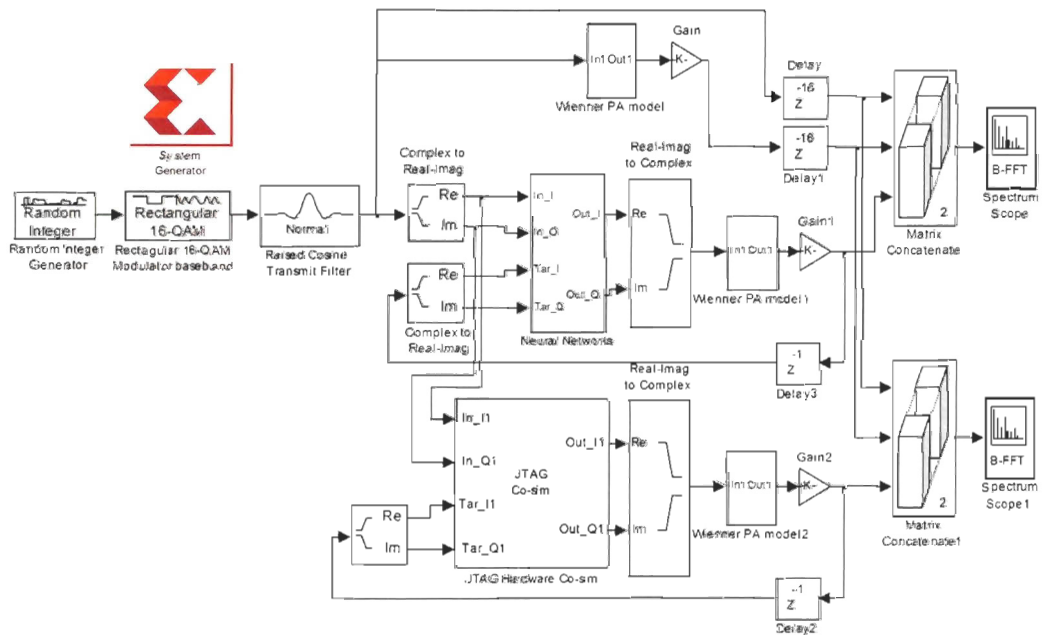 Gain
K-
In1 Out1
Wienner PA model
Delay
-16
Z
-16
Z
Delay1
System
Generator
Complex to
Real-Imag
Real-Imag
to Complex
B-FFT
Spectrum
Scope
2
Matrix
Concatenate
Random
Integer
Random Integer
Generator
Rectangular
16-QAM
Rectagular 16-QAM
Modulator baseband
Normal
Raised Cosine
Transmit Filter
Re
Im
In_I
In_Q
Tar_I
Tar_Q
Out_I
Out_Q
Neural Networks
Re
Im
In1 Out1
Wienner PA model1
Gain1
K-
Re
Im
Complex to
Real-Imag
-1
Z
Delay3
Real-Imag
to Complex
In_I1
In_Q1
Tar_I1
Tar_Q1
JTAG
Co-sim
Out_I1
Out_Q1
JTAG Hardware Co-sim
Re
Im
In1 Out1
Wienner PA model2
Gain2
K-
Re
Im
-1
Z
Delay2
2
Matrix
Concatenate1
B-FFT
Spectrum
Scope1